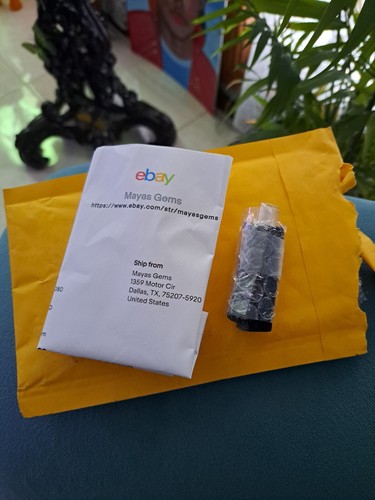 ebay
Mayas Gems
https://www.ebay.com/str/mayasgems
Ship from
Mayas Gems
1359 Motor Cir
Dallas, TX, 75207-5920
United States